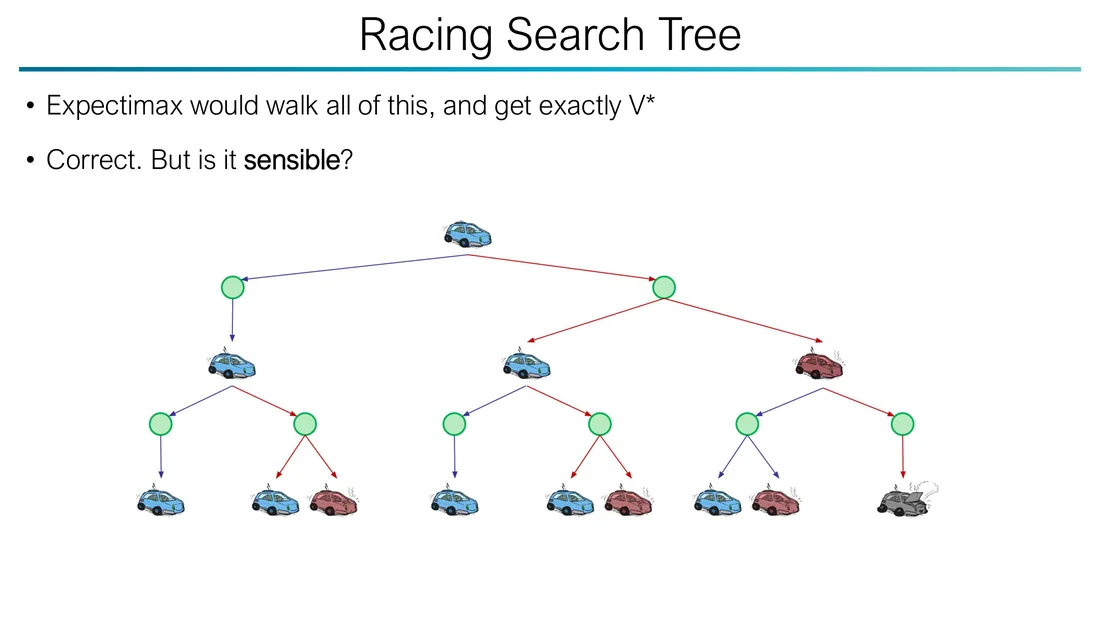 Racing Search Tree
• Expectimax would walk all of this, and get exactly V*
• Correct. But is it sensible?